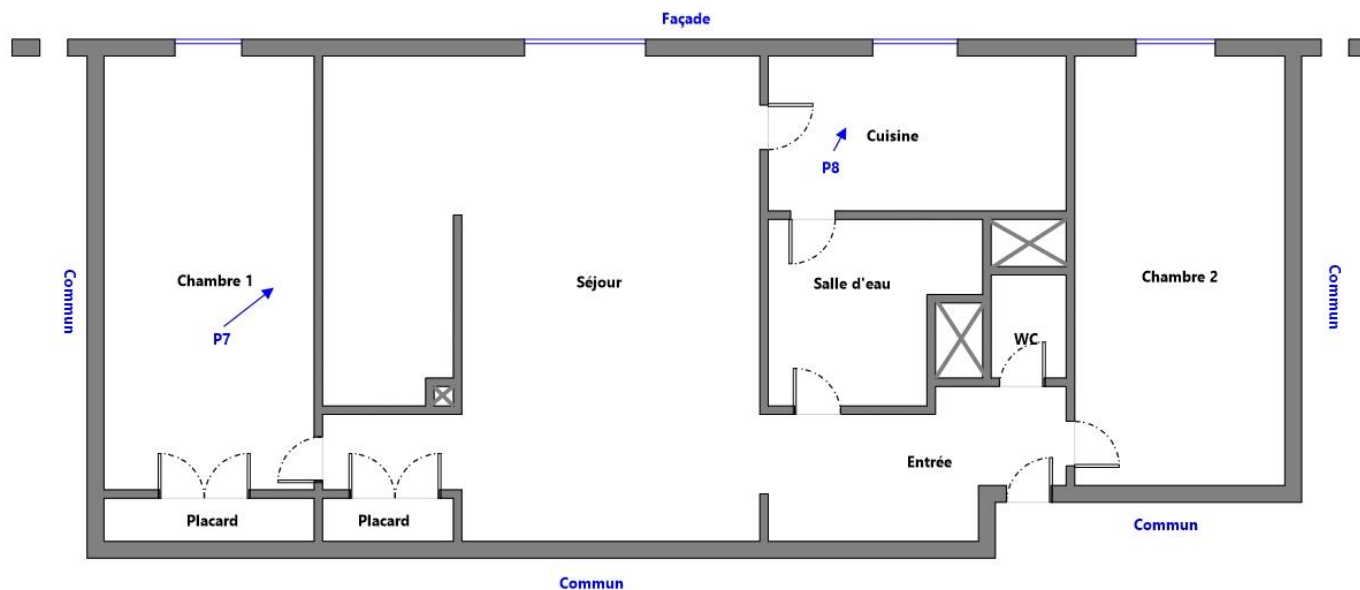 Façade
Cuisine
P8
Commun
Chambre 1
Séjour
Salle d'eau
Chambre 2
Commun
P7
WC
Entrée
Placard
Placard
Commun
Commun